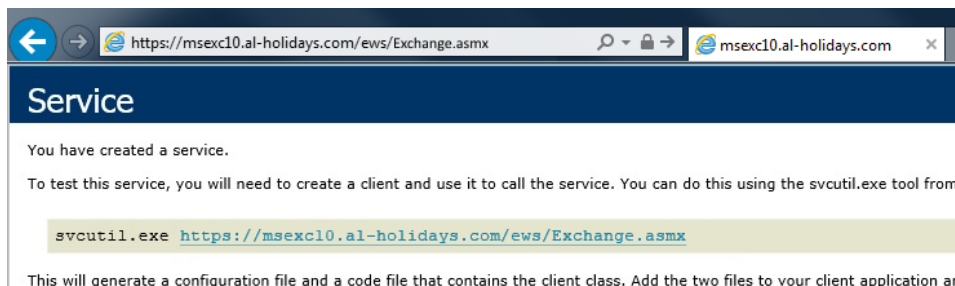 https://msexc10.al-holidays.com/ews/Exchange.asmx msexc10.al-holidays.com
Service
You have created a service.
To test this service, you will need to create a client and use it to call the service. You can do this using the svcutil.exe tool from
svcutil.exe https://msexc10.al-holidays.com/ews/Exchange.asmx
This will generate a configuration file and a code file that contains the client class. Add the two files to your client application